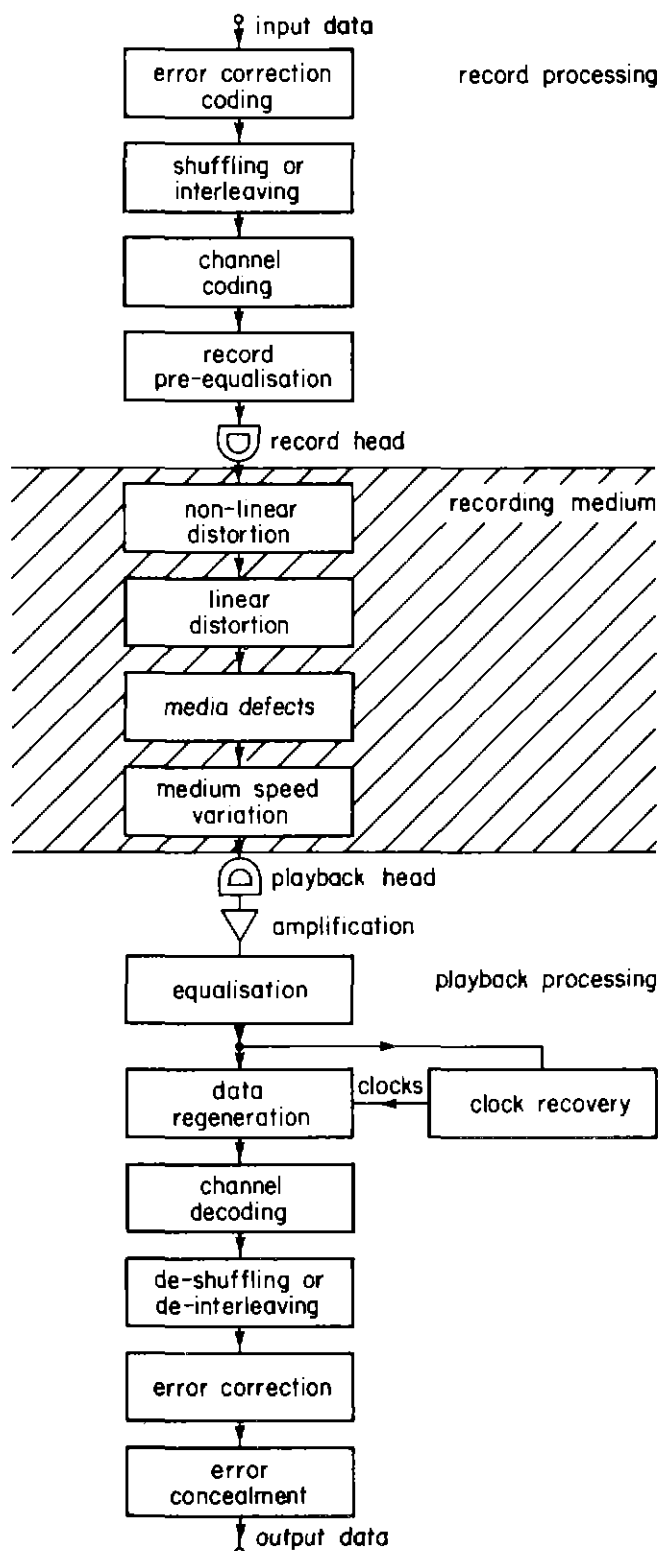 input data
error correction
coding
record processing
shuffling or
interleaving
channel
coding
record
pre-equalisation
record head
non-linear
distortion
recording medium
linear
distortion
media defects
medium speed
variation
playback head
amplification
equalisation
playback processing
data
regeneration
clocks
clock recovery
channel
decoding
de-shuffling or
de-interleaving
error correction
error
concealment
output data